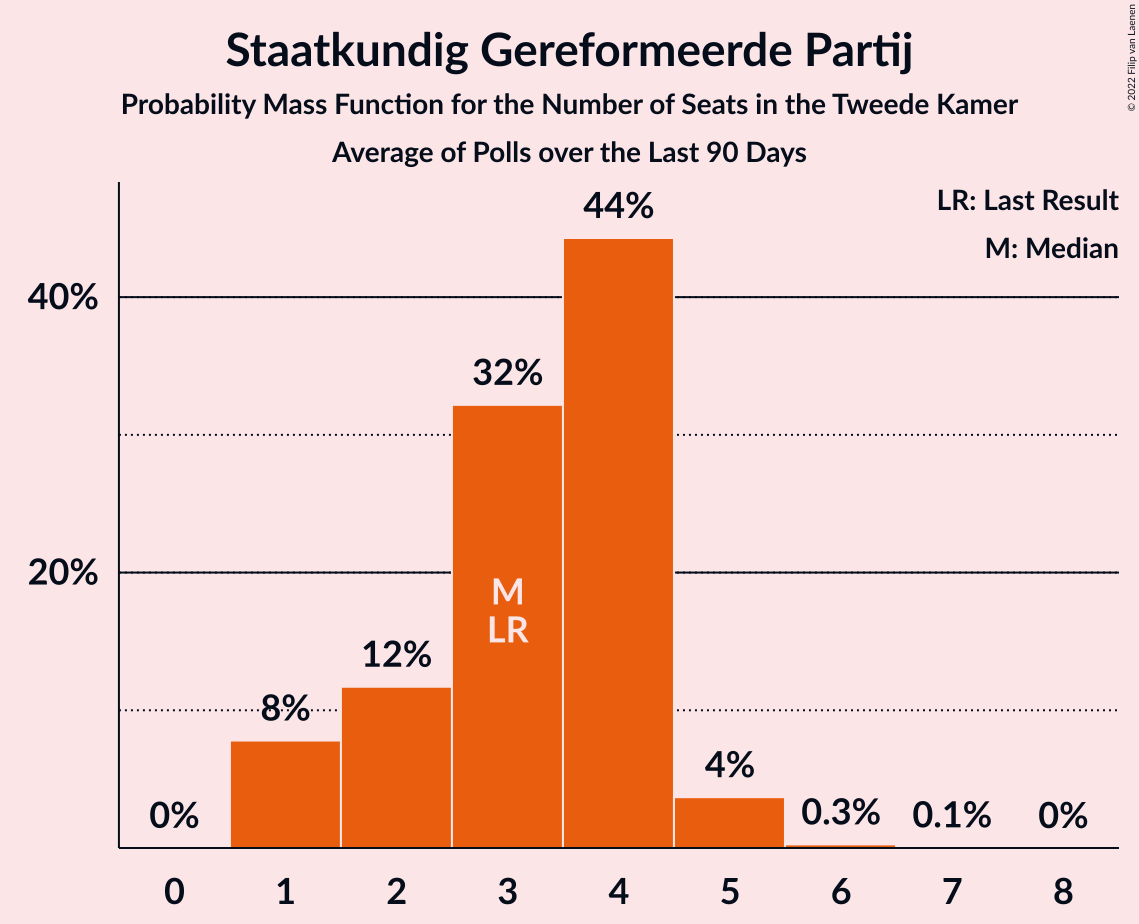 Staatkundig Gereformeerde Partij
Probability Mass Function for the Number of Seats in the Tweede Kamer
Average of Polls over the Last 90 Days
© 2022 Filip van Laenen
LR: Last Result
M: Median
44%
40%
32%
20%
M
LR
12%
8%
4%
0%
0.3%
0.1%
0%
0 1 2 3 4 5 6 7 8